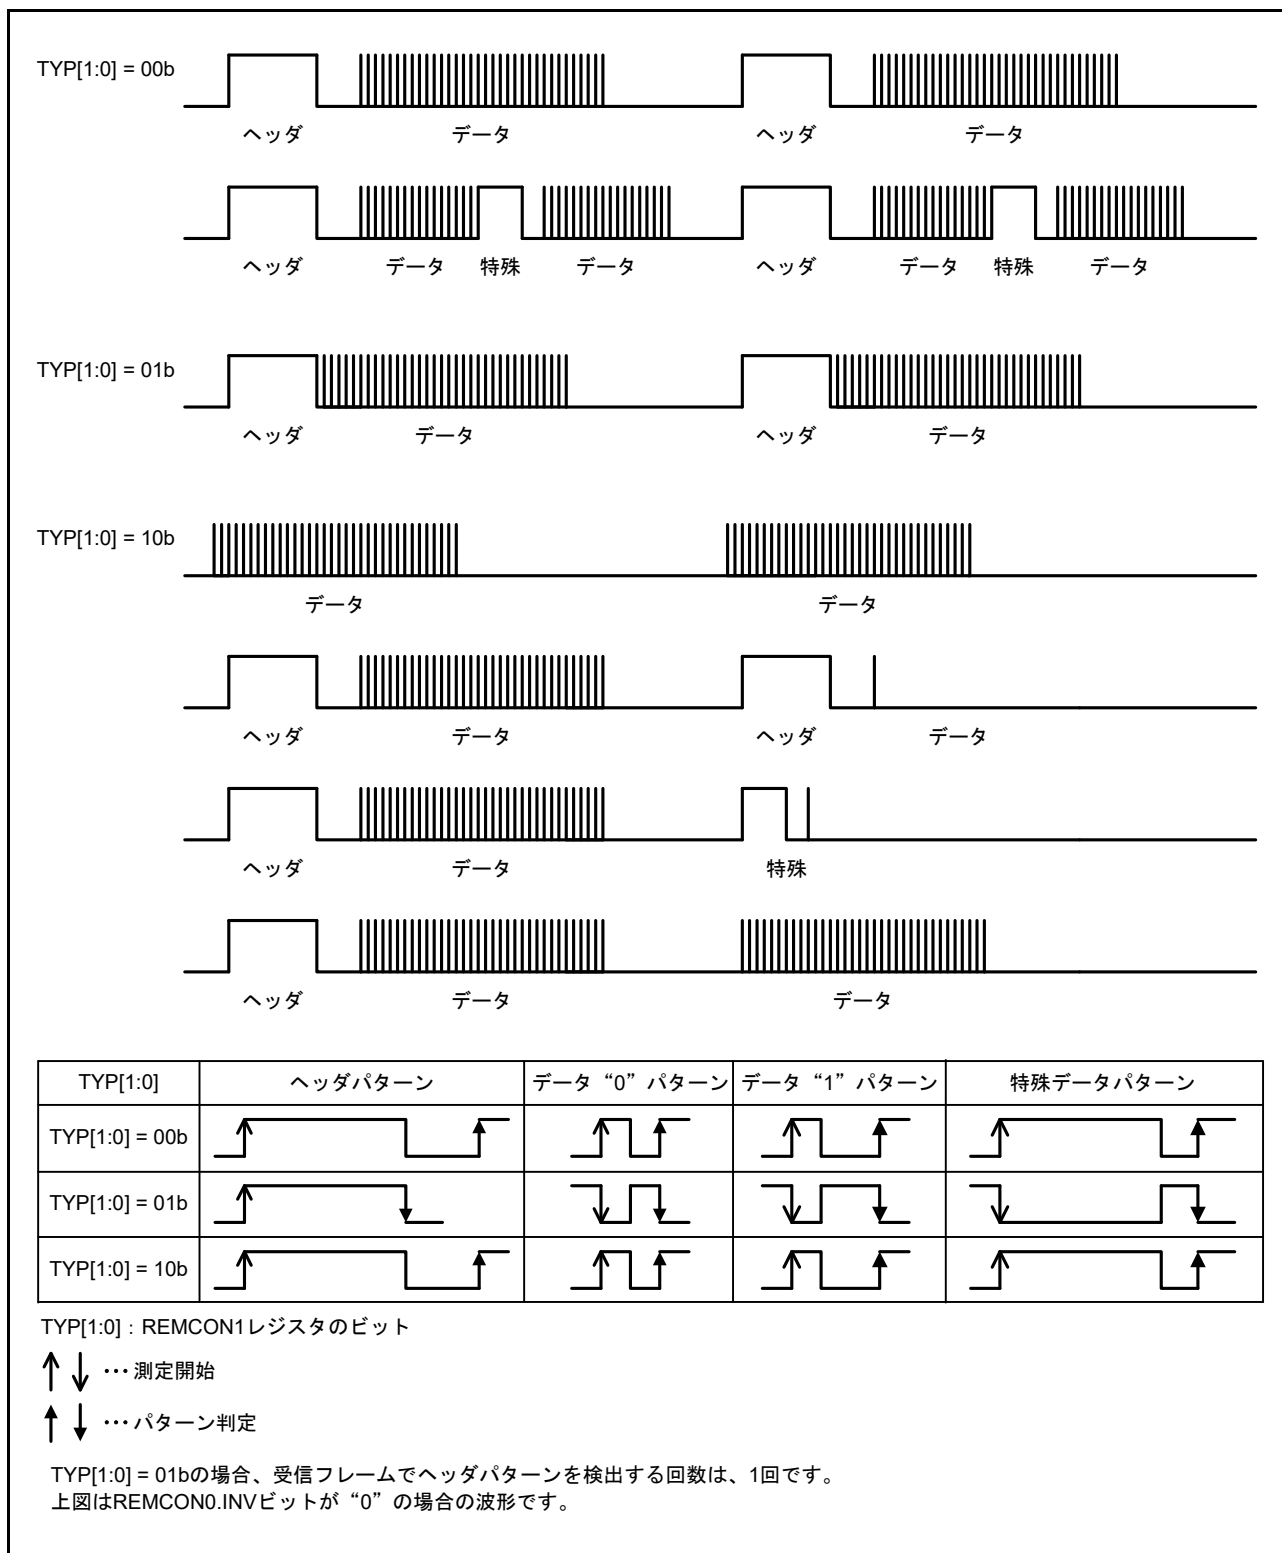 TYP[1:0] = 00b
ヘッダ データ ヘッダ データ
ヘッダ データ 特殊 データ ヘッダ データ 特殊 データ
TYP[1:0] = 01b
ヘッダ データ ヘッダ データ
TYP[1:0] = 10b
データ データ
ヘッダ データ ヘッダ データ
ヘッダ データ 特殊
ヘッダ データ データ
TYP[1:0] ヘッダパターン データ“0”パターン データ“1”パターン 特殊データパターン
TYP[1:0] = 00b
TYP[1:0] = 01b
TYP[1:0] = 10b
TYP[1:0]：REMCON1レジスタのビット
…測定開始
…パターン判定
TYP[1:0] = 01bの場合、受信フレームでヘッダパターンを検出する回数は、1回です。
上図はREMCON0.INVビットが“0”の場合の波形です。